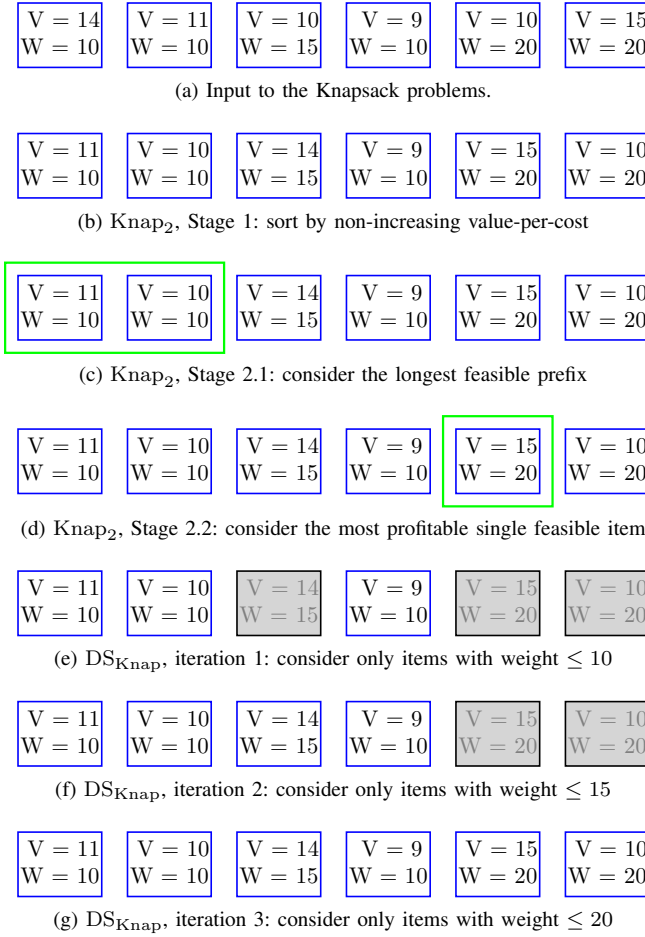 V = 14 V = 11 V = 10 V = 9 V = 10 V = 15
W = 10 W = 10 W = 15 W = 10 W = 20 W = 20
(a) Input to the Knapsack problems.
V = 11 V = 10 V = 14 V = 9 V = 15 V = 10
W = 10 W = 10 W = 15 W = 10 W = 20 W = 20
(b) Knap₂, Stage 1: sort by non-increasing value-per-cost
V = 11 V = 10 V = 14 V = 9 V = 15 V = 10
W = 10 W = 10 W = 15 W = 10 W = 20 W = 20
(c) Knap₂, Stage 2.1: consider the longest feasible prefix
V = 11 V = 10 V = 14 V = 9 V = 15 V = 10
W = 10 W = 10 W = 15 W = 10 W = 20 W = 20
(d) Knap₂, Stage 2.2: consider the most profitable single feasible item
V = 11 V = 10 V = 14 V = 9 V = 15 V = 10
W = 10 W = 10 W = 15 W = 10 W = 20 W = 20
(e) DS_Knap, iteration 1: consider only items with weight ≤ 10
V = 11 V = 10 V = 14 V = 9 V = 15 V = 10
W = 10 W = 10 W = 15 W = 10 W = 20 W = 20
(f) DS_Knap, iteration 2: consider only items with weight ≤ 15
V = 11 V = 10 V = 14 V = 9 V = 15 V = 10
W = 10 W = 10 W = 15 W = 10 W = 20 W = 20
(g) DS_Knap, iteration 3: consider only items with weight ≤ 20